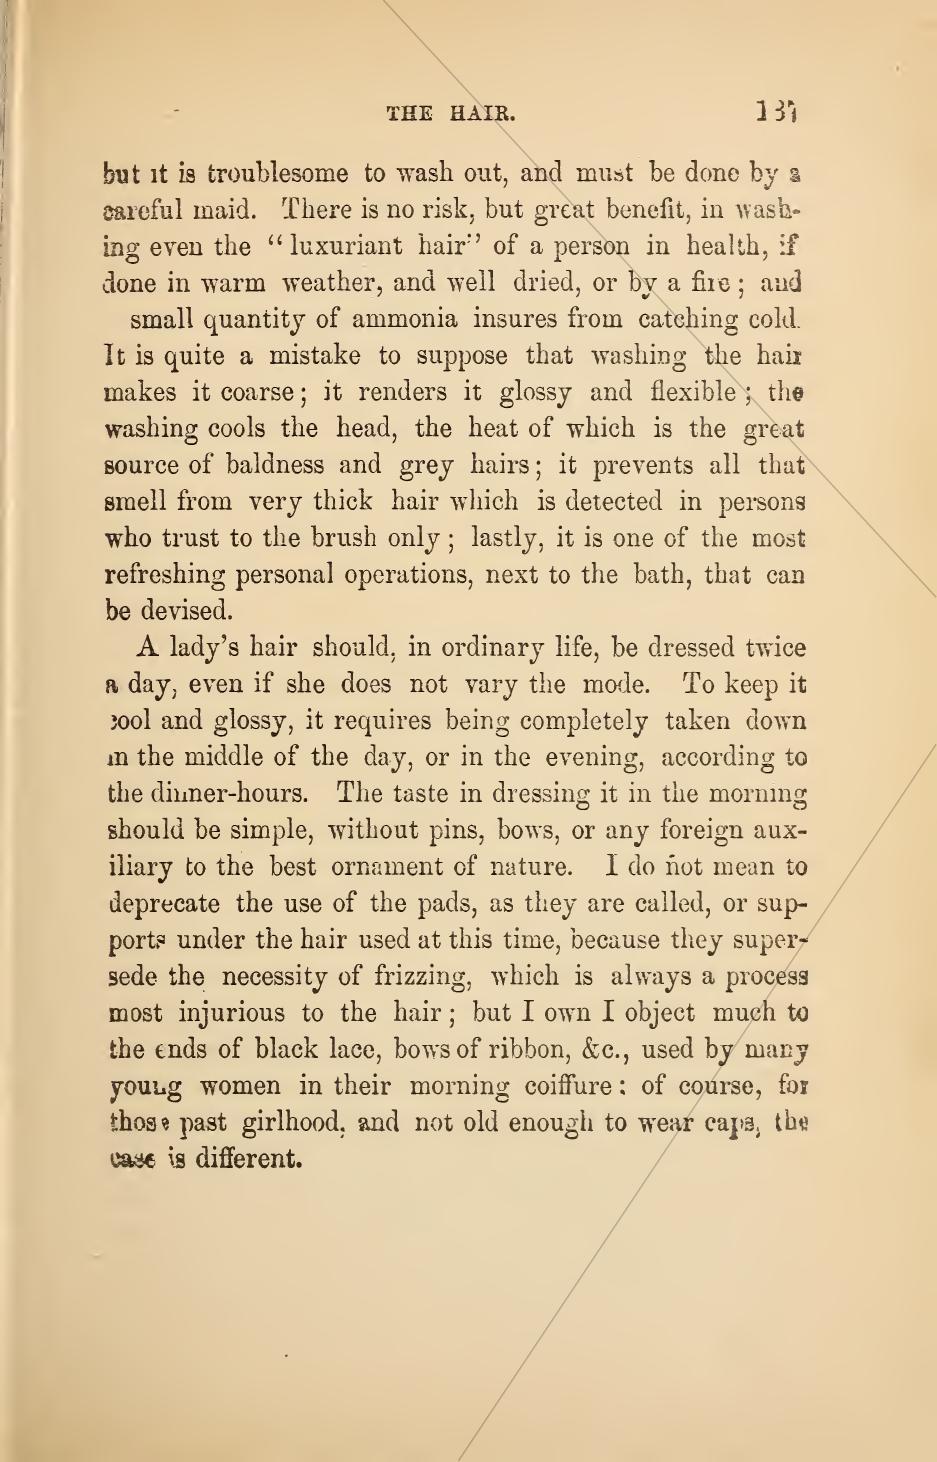 THE HAIR. 137
but it is troublesome to wash out, and must be done by a
careful maid. There is no risk, but great benefit, in wash-
ing even the “luxuriant hair” of a person in health, if
done in warm weather, and well dried, or by a fire; and
small quantity of ammonia insures from catching cold.
It is quite a mistake to suppose that washing the hair
makes it coarse; it renders it glossy and flexible; the
washing cools the head, the heat of which is the great
source of baldness and grey hairs; it prevents all that
smell from very thick hair which is detected in persons
who trust to the brush only; lastly, it is one of the most
refreshing personal operations, next to the bath, that can
be devised.
A lady’s hair should, in ordinary life, be dressed twice
a day, even if she does not vary the mode. To keep it
cool and glossy, it requires being completely taken down
in the middle of the day, or in the evening, according to
the dinner-hours. The taste in dressing it in the morning
should be simple, without pins, bows, or any foreign aux-
iliary to the best ornament of nature. I do not mean to
deprecate the use of the pads, as they are called, or sup-
ports under the hair used at this time, because they super-
sede the necessity of frizzing, which is always a process
most injurious to the hair; but I own I object much to
the ends of black lace, bows of ribbon, &c., used by many
young women in their morning coiffure: of course, for
those past girlhood, and not old enough to wear caps, the
case is different.